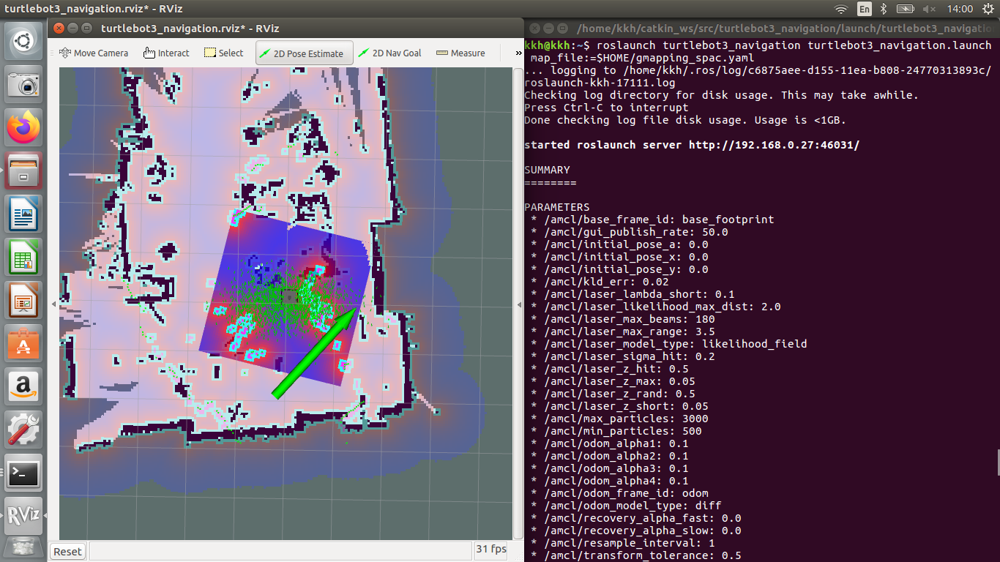 turtlebot3_navigation.rviz* - RViz
En
14:00
turtlebot3_navigation.rviz* - RViz
Move Camera
Interact
Select
2D Pose Estimate
2D Nav Goal
Measure
»
Reset
31 fps
RViz
/home/kkh/catkin_ws/src/turtlebot3_navigation/launch/turtlebot3_navigatio
kkh@kkh:~$ roslaunch turtlebot3_navigation turtlebot3_navigation.launch
map_file:=$HOME/gmapping_spac.yaml
... logging to /home/kkh/.ros/log/c6875aee-d155-11ea-b808-24770313893c/
roslaunch-kkh-17111.log
Checking log directory for disk usage. This may take awhile.
Press Ctrl-C to interrupt
Done checking log file disk usage. Usage is <1GB.
started roslaunch server http://192.168.0.27:46031/
SUMMARY
========
PARAMETERS
* /amcl/base_frame_id: base_footprint
* /amcl/gui_publish_rate: 50.0
* /amcl/initial_pose_a: 0.0
* /amcl/initial_pose_x: 0.0
* /amcl/initial_pose_y: 0.0
* /amcl/kld_err: 0.02
* /amcl/laser_lambda_short: 0.1
* /amcl/laser_likelihood_max_dist: 2.0
* /amcl/laser_max_beams: 180
* /amcl/laser_max_range: 3.5
* /amcl/laser_model_type: likelihood_field
* /amcl/laser_sigma_hit: 0.2
* /amcl/laser_z_hit: 0.5
* /amcl/laser_z_max: 0.05
* /amcl/laser_z_rand: 0.5
* /amcl/laser_z_short: 0.05
* /amcl/max_particles: 3000
* /amcl/min_particles: 500
* /amcl/odom_alpha1: 0.1
* /amcl/odom_alpha2: 0.1
* /amcl/odom_alpha3: 0.1
* /amcl/odom_alpha4: 0.1
* /amcl/odom_frame_id: odom
* /amcl/odom_model_type: diff
* /amcl/recovery_alpha_fast: 0.0
* /amcl/recovery_alpha_slow: 0.0
* /amcl/resample_interval: 1
* /amcl/transform_tolerance: 0.5